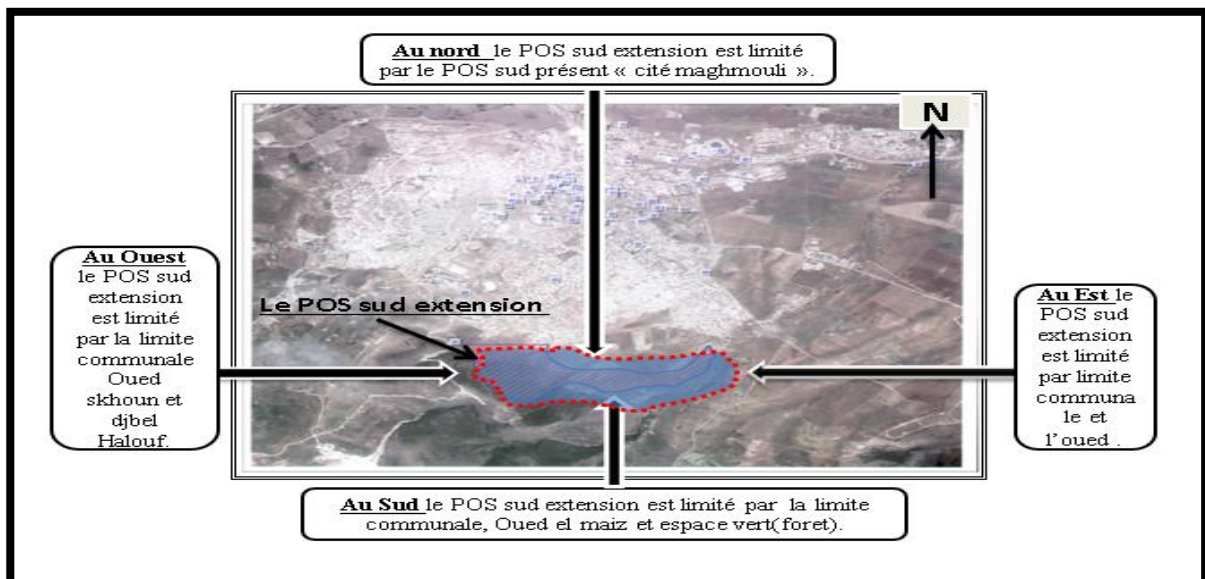 Au nord le POS sud extension est limité
par le POS sud présent « cité maghmouli ».
N
Au Ouest
le POS sud
extension
est limité
par la limite
communale
Oued
skhoun et
djbel
Halouf.
Le POS sud extension
Au Est le
POS sud
extension
est limité
par limite
communa
le et
l'oued .
Au Sud le POS sud extension est limité par la limite
communale, Oued el maiz et espace vert(foret).